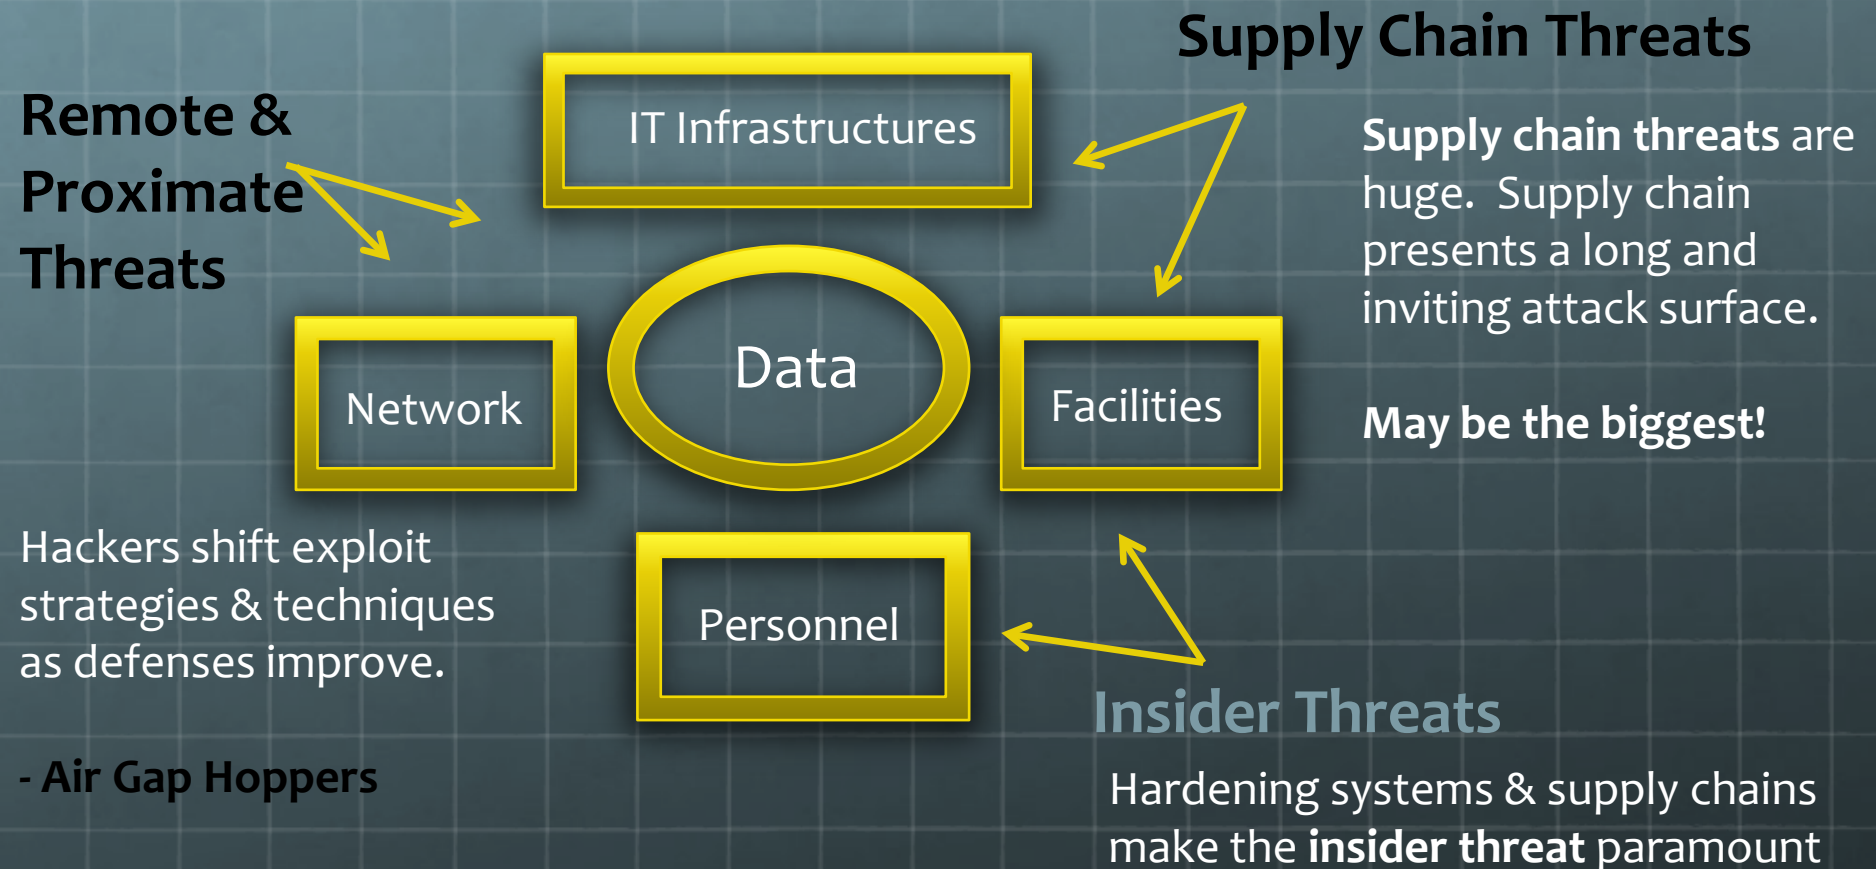 Supply Chain Threats
Remote &
Proximate
Threats
IT Infrastructures
Supply chain threats are
huge.  Supply chain
presents a long and
inviting attack surface.
May be the biggest!
Network
Data
Facilities
Hackers shift exploit
strategies & techniques
as defenses improve.
- Air Gap Hoppers
Personnel
Insider Threats
Hardening systems & supply chains
make the insider threat paramount